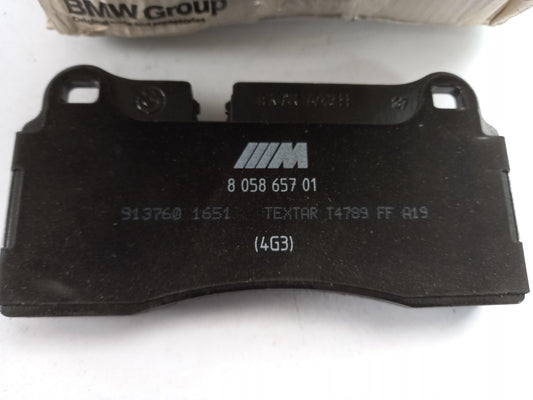 BMW Group
M
8 058 657 01
913760 1651 TEXTAR T4789 FF A19
(4G3)